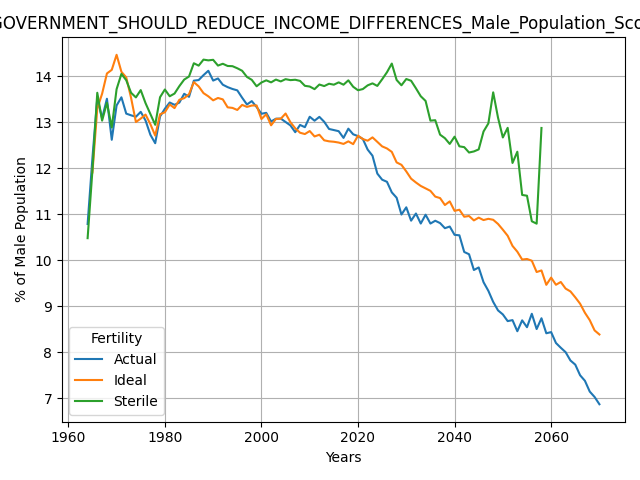 GOVERNMENT_SHOULD_REDUCE_INCOME_DIFFERENCES_Male_Population_Sco
14
13
12
11
10
9
8
7
% of Male Population
Fertility
Actual
Ideal
Sterile
1960
1980
2000
2020
2040
2060
Years